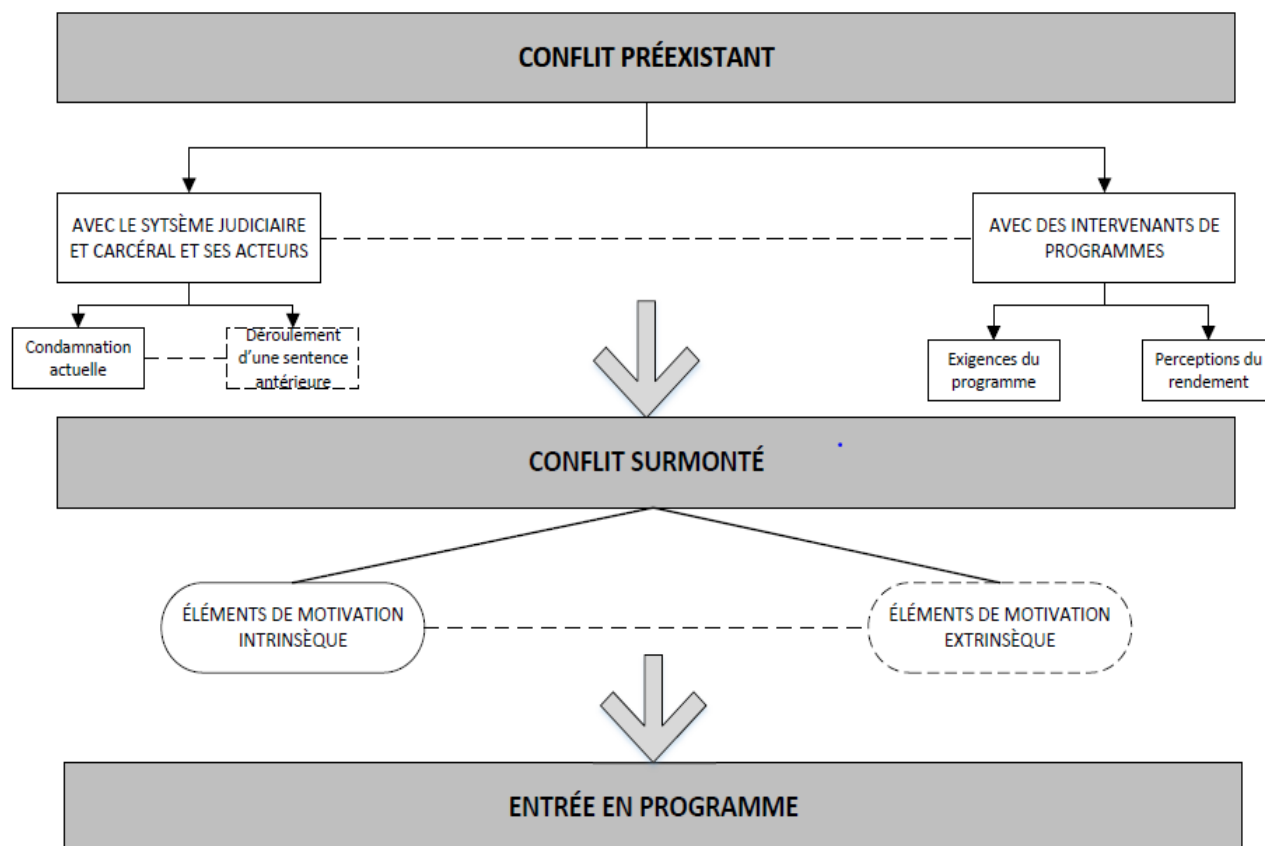 CONFLIT PRÉEXISTANT
AVEC LE SYTSÈME JUDICIAIRE
ET CARCÉRAL ET SES ACTEURS
AVEC DES INTERVENANTS DE
PROGRAMMES
Condamnation
actuelle
Déroulement
d'une sentence
antérieure
Exigences du
programme
Perceptions du
rendement
CONFLIT SURMONTÉ
ÉLÉMENTS DE MOTIVATION
INTRINSÈQUE
ÉLÉMENTS DE MOTIVATION
EXTRINSÈQUE
ENTRÉE EN PROGRAMME